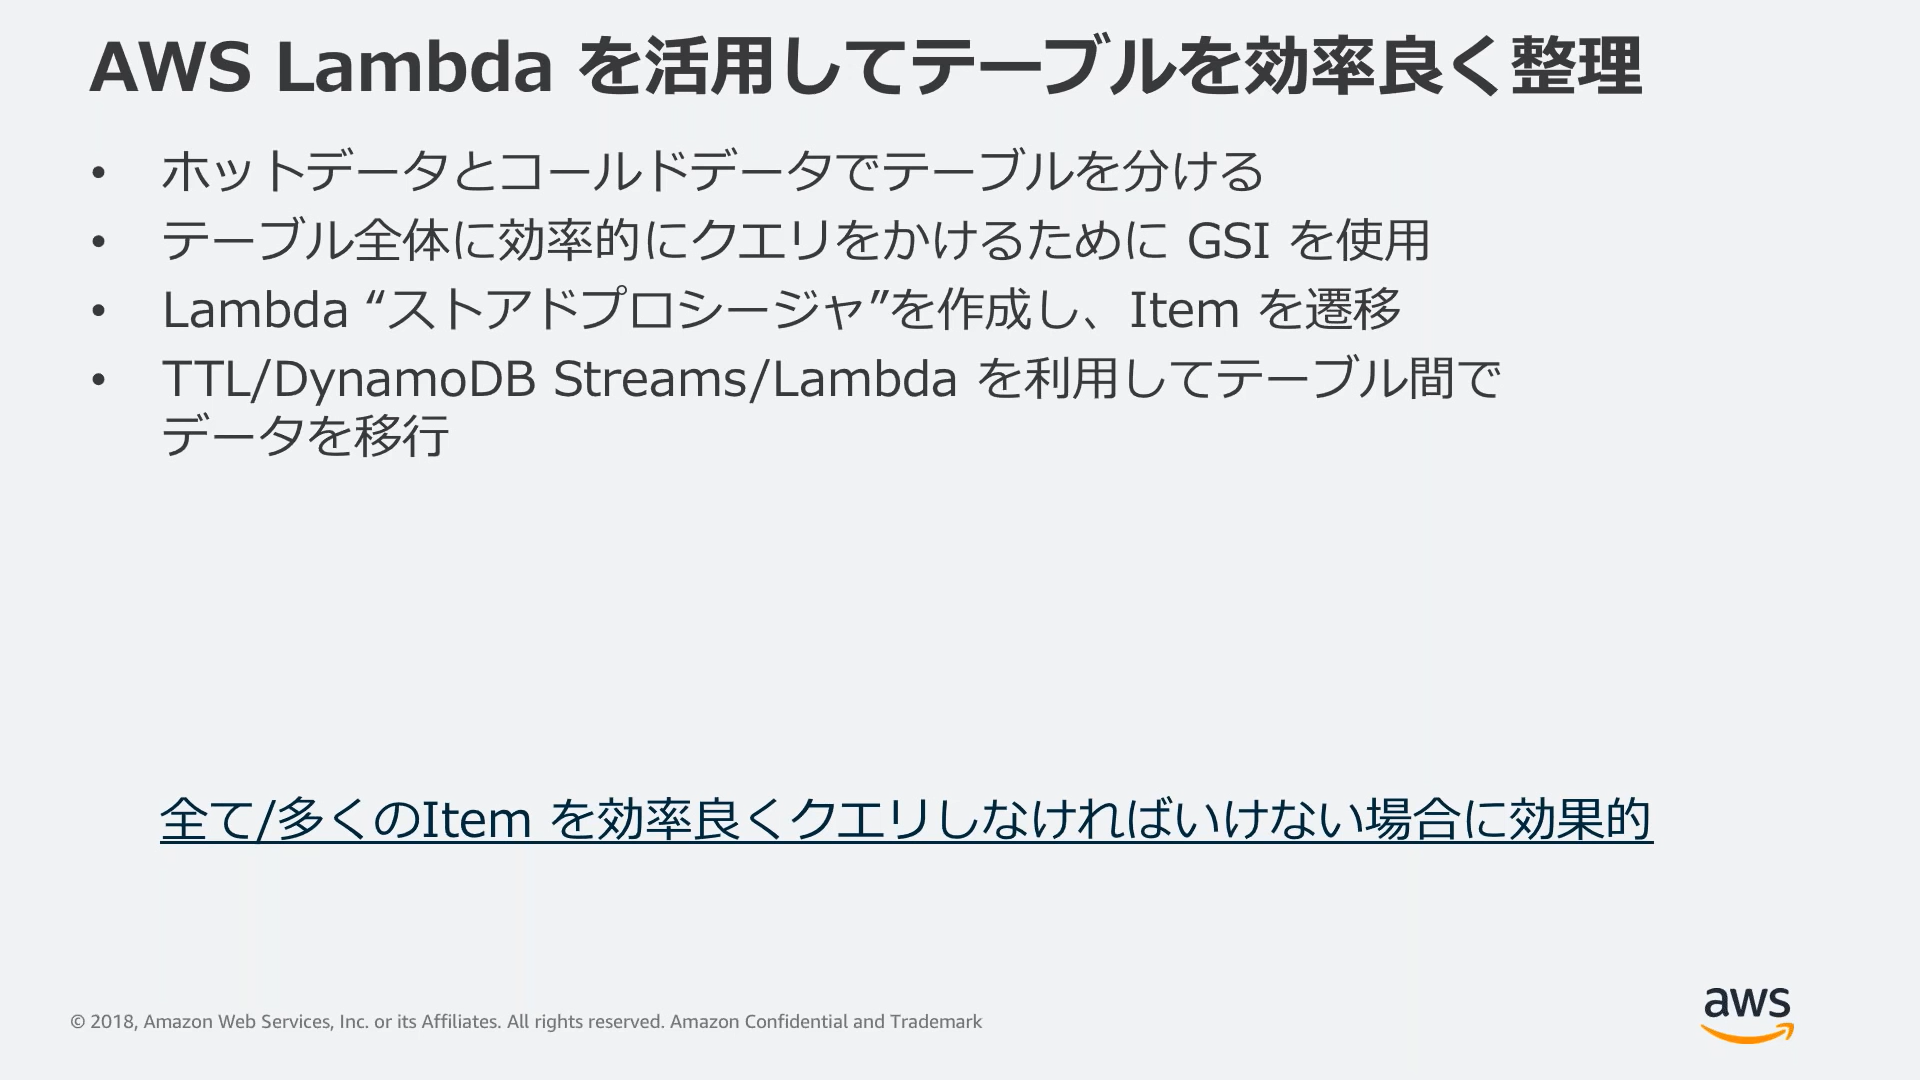 AWS Lambda を活用してテーブルを効率良く整理
• ホットデータとコールドデータでテーブルを分ける
• テーブル全体に効率的にクエリをかけるために GSI を使用
• Lambda “ストアドプロシージャ”を作成し、Item を遷移
• TTL/DynamoDB Streams/Lambda を利用してテーブル間で
データを移行
全て/多くのItem を効率良くクエリしなければいけない場合に効果的
© 2018, Amazon Web Services, Inc. or its Affiliates. All rights reserved. Amazon Confidential and Trademark
aws